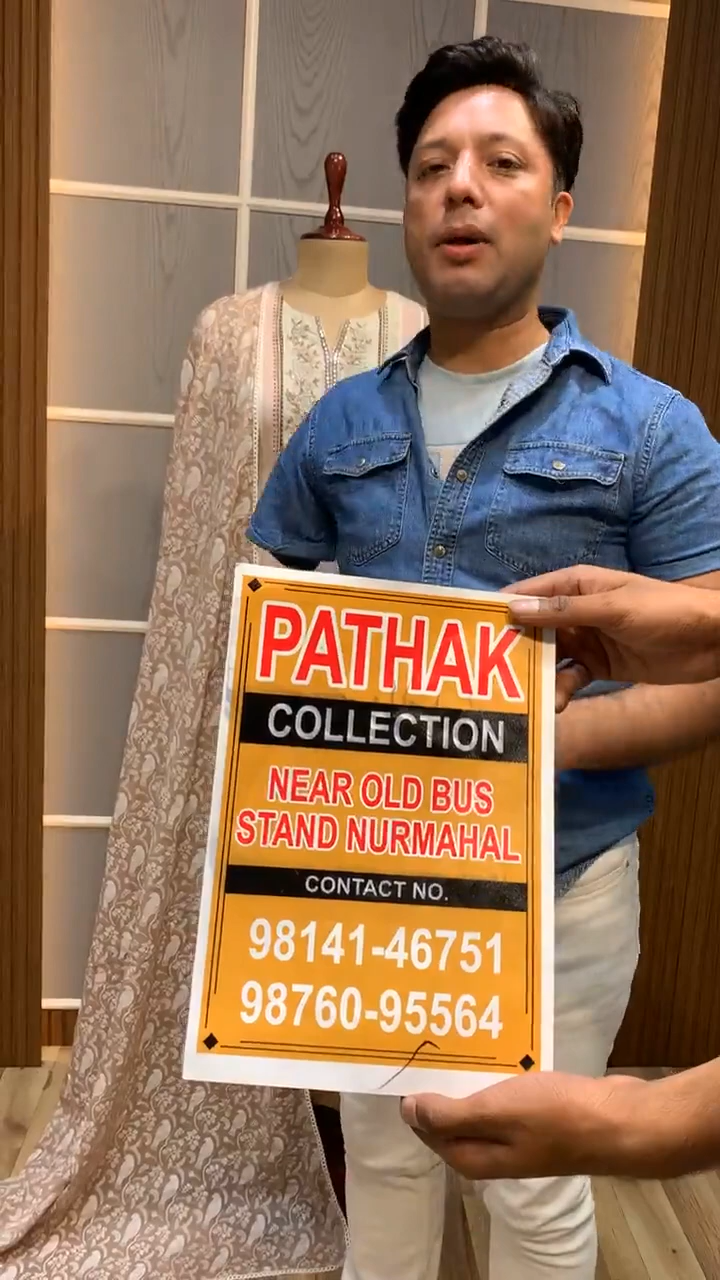 PATHAK
COLLECTION
NEAR OLD BUS
STAND NURMAHAL
CONTACT NO.
98141-46751
98760-95564